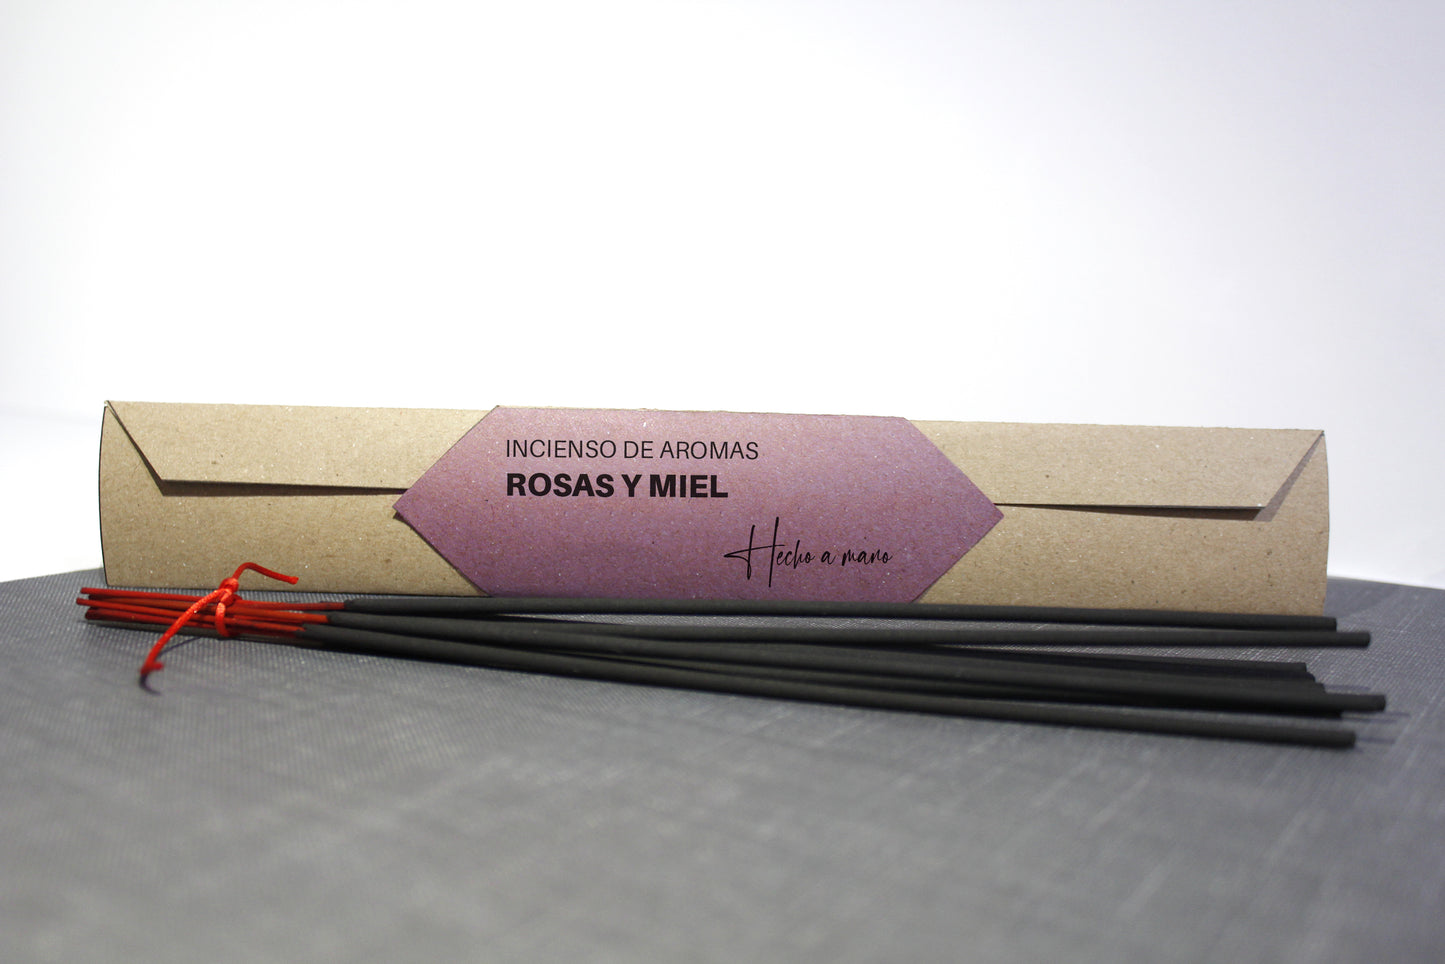 INCIENSO DE AROMAS
ROSAS Y MIEL
Hecho a mano